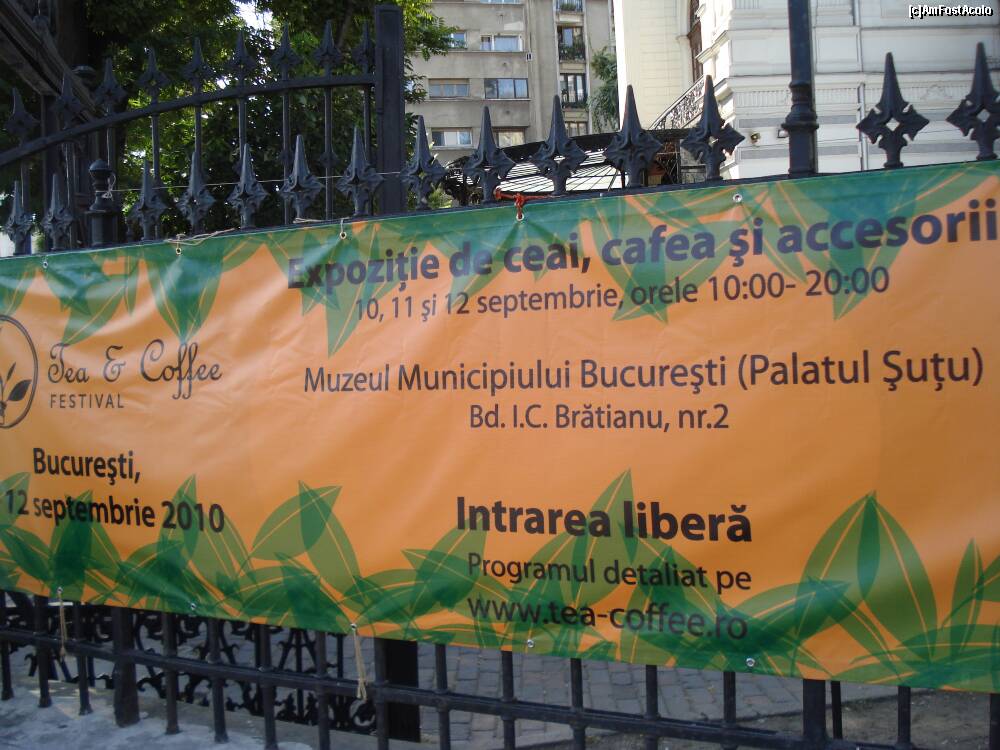 [c]AmFostAcolo
Expoziţie de ceai, cafea şi accesorii
10, 11 şi 12 septembrie, orele 10:00- 20:00
Tea & Coffee
FESTIVAL
Muzeul Municipiului Bucureşti (Palatul Şuţu)
Bd. I.C. Brătianu, nr.2
Bucureşti,
12 septembrie 2010
Intrarea liberă
Programul detaliat pe
www.tea-coffee.ro